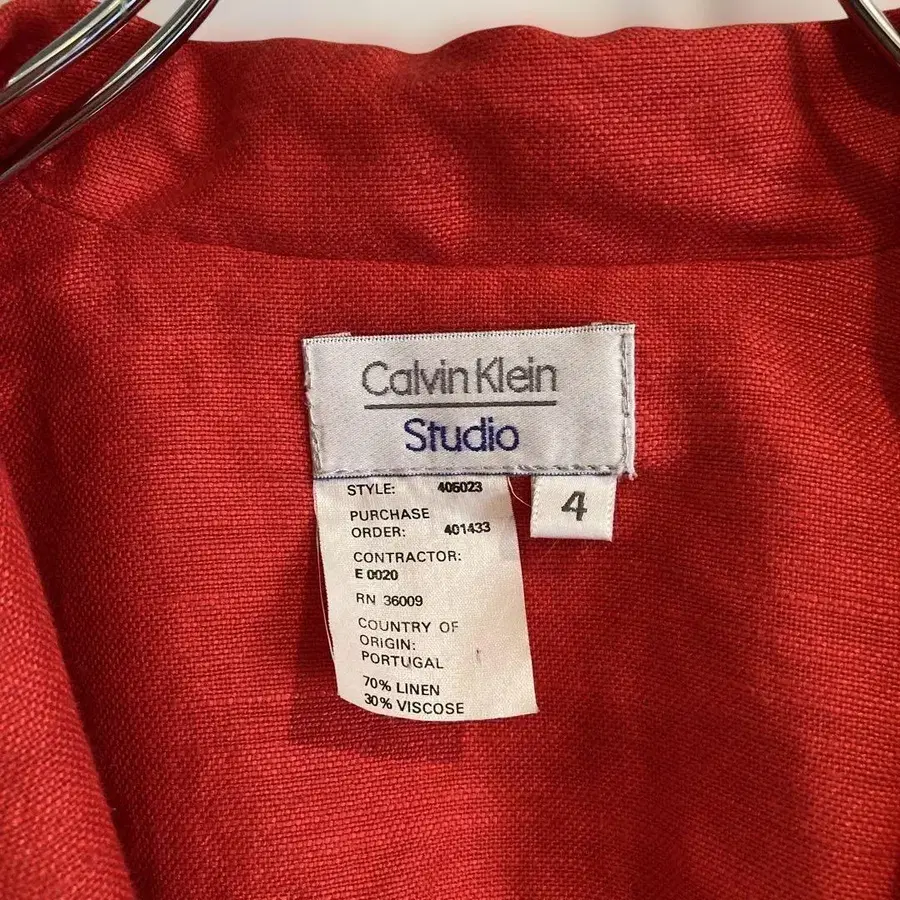 Calvin Klein
Studio
4
STYLE: 406023
PURCHASE
ORDER: 401433
CONTRACTOR:
E 0020
RN 36009
COUNTRY OF
ORIGIN:
PORTUGAL
70% LINEN
30% VISCOSE